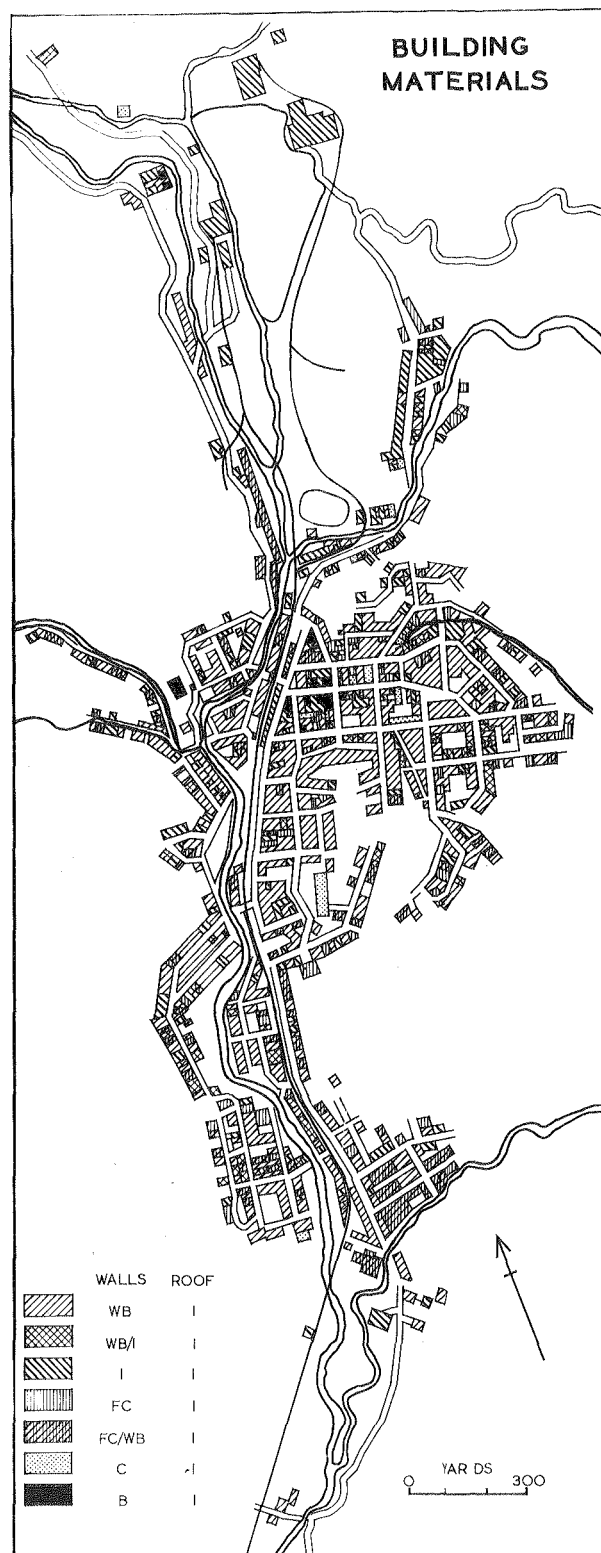 BUILDING
MATERIALS
WALLS ROOF
WB I
WB/I I
I I
FC I
FC/WB I
C I
B I
YARDS
0 300